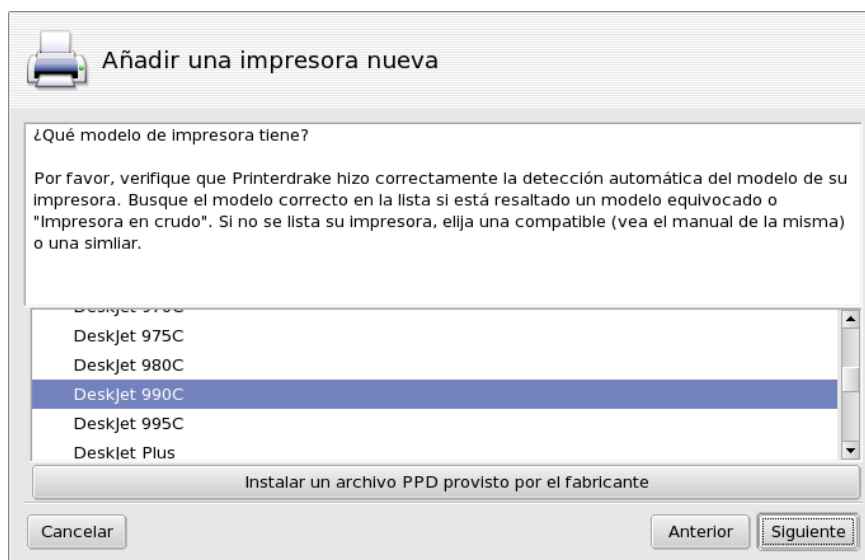 Añadir una impresora nueva
¿Qué modelo de impresora tiene?
Por favor, verifique que Printerdrake hizo correctamente la detección automática del modelo de su
impresora. Busque el modelo correcto en la lista si está resaltado un modelo equivocado o
"Impresora en crudo". Si no se lista su impresora, elija una compatible (vea el manual de la misma)
o una simliar.
DeskJet 970C
DeskJet 975C
DeskJet 980C
DeskJet 990C
DeskJet 995C
DeskJet Plus
Instalar un archivo PPD provisto por el fabricante
Cancelar
Anterior
Siguiente